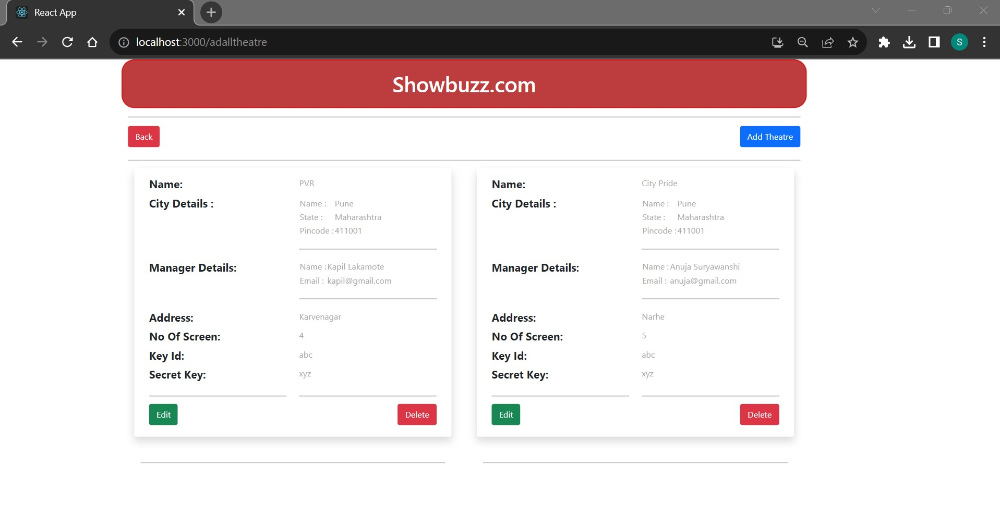 React App
localhost:3000/adalltheatre
S
Showbuzz.com
Back
Add Theatre
Name: PVR
City Details : Name : Pune
State : Maharashtra
Pincode :411001
Manager Details: Name :Kapil Lakamote
Email : kapil@gmail.com
Address: Karvenagar
No Of Screen: 4
Key Id: abc
Secret Key: xyz
Edit
Delete
Name: City Pride
City Details : Name : Pune
State : Maharashtra
Pincode :411001
Manager Details: Name :Anuja Suryawanshi
Email : anuja@gmail.com
Address: Narhe
No Of Screen: 5
Key Id: abc
Secret Key: xyz
Edit
Delete